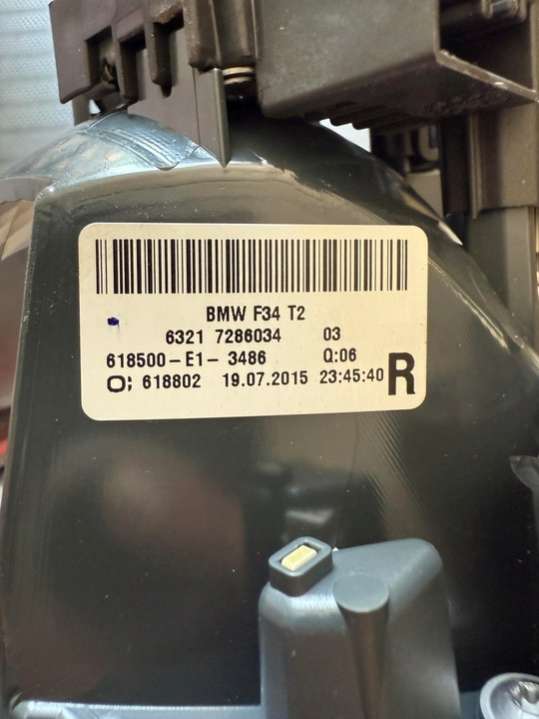 BMW F34 T2
6321 7286034 03
618500-E1- 3486 Q:06
O; 618802 19.07.2015 23:45:40 R